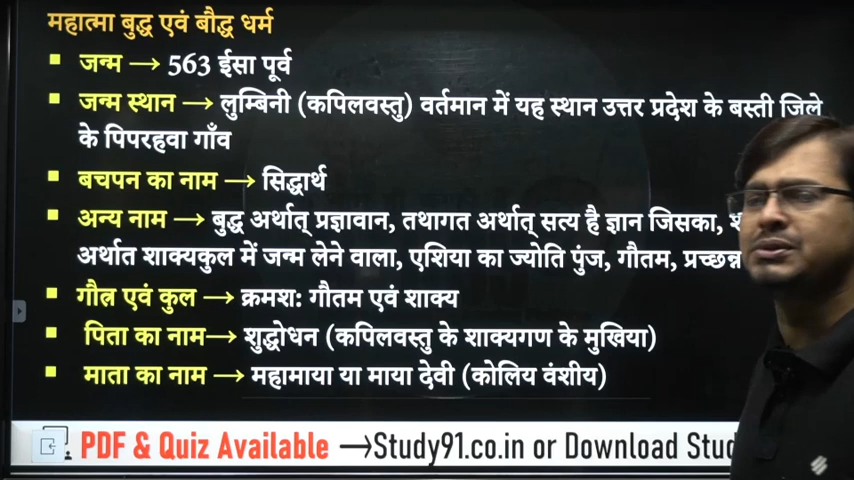 महात्मा बुद्ध एवं बौद्ध धर्म
जन्म → 563 ईसा पूर्व
जन्म स्थान → लुम्बिनी (कपिलवस्तु) वर्तमान में यह स्थान उत्तर प्रदेश के बस्ती जिले
के पिपरहवा गाँव
बचपन का नाम → सिद्धार्थ
अन्य नाम → बुद्ध अर्थात् प्रज्ञावान, तथागत अर्थात् सत्य है ज्ञान जिसका,
अर्थात शाक्यकुल में जन्म लेने वाला, एशिया का ज्योति पुंज, गौतम, प्रच्छन्न
गौत्र एवं कुल → क्रमश: गौतम एवं शाक्य
पिता का नाम→ शुद्धोधन (कपिलवस्तु के शाक्यगण के मुखिया)
माता का नाम → महामाया या माया देवी (कोलिय वंशीय)
PDF & Quiz Available →Study91.co.in or Download